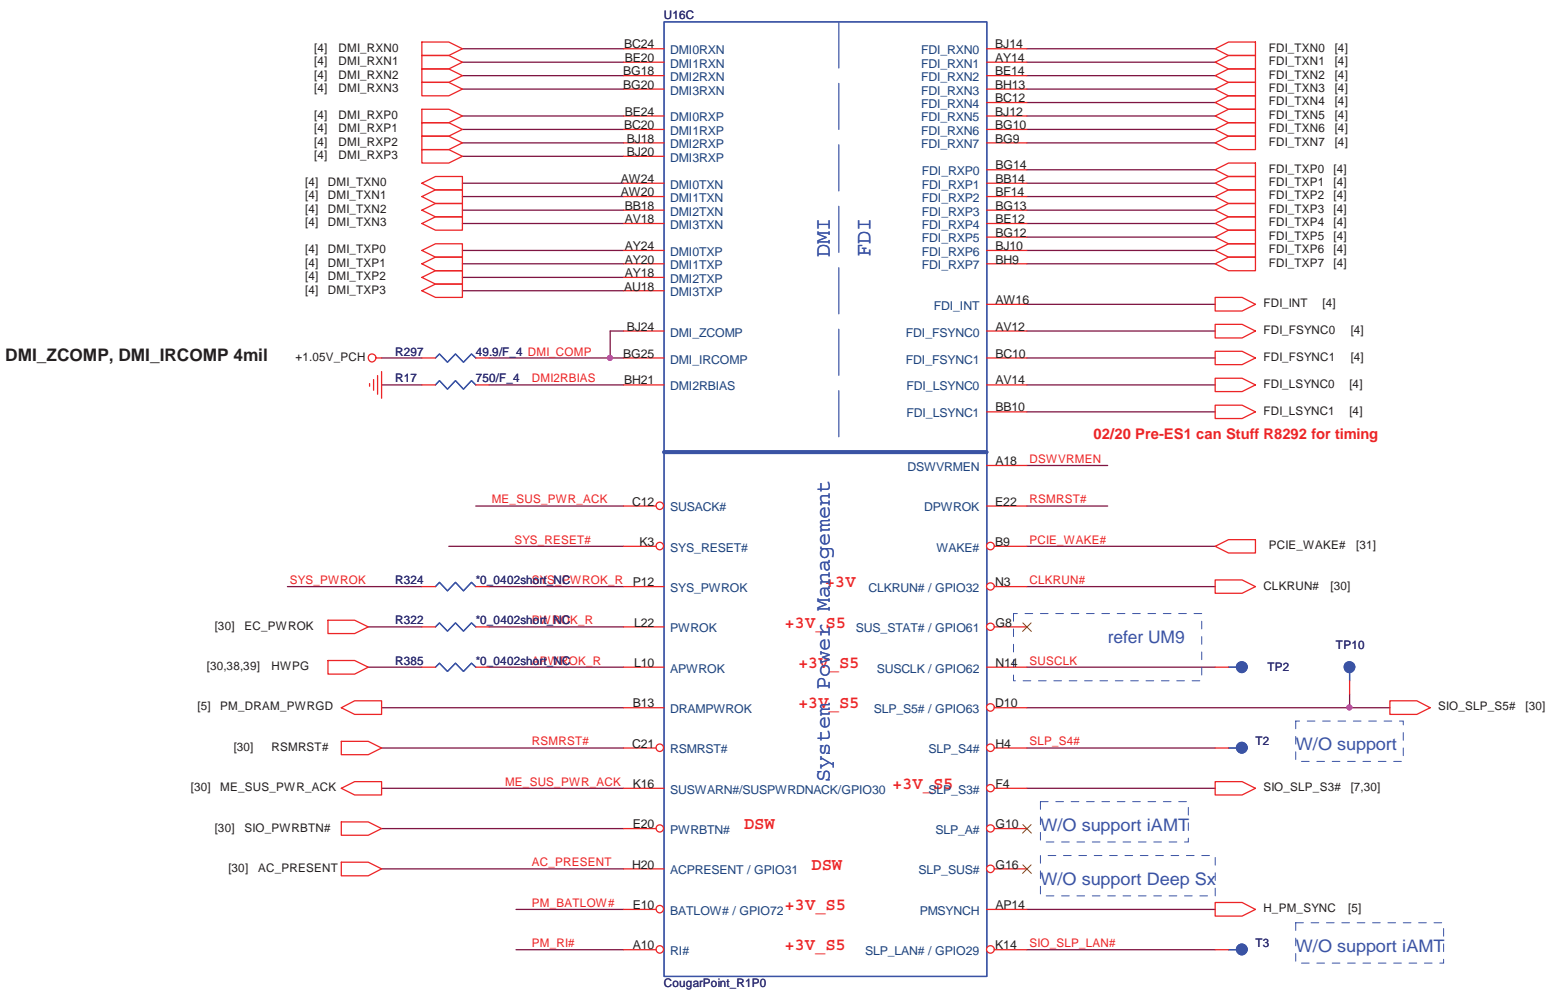 U16C
[4] DMI_RXN0 BC24 DMI0RXN FDI_RXN0 BJ14 FDI_TXN0 [4]
[4] DMI_RXN1 BE20 DMI1RXN FDI_RXN1 AY14 FDI_TXN1 [4]
[4] DMI_RXN2 BG18 DMI2RXN FDI_RXN2 BE14 FDI_TXN2 [4]
[4] DMI_RXN3 BG20 DMI3RXN FDI_RXN3 BH13 FDI_TXN3 [4]
FDI_RXN4 BC12 FDI_TXN4 [4]
[4] DMI_RXP0 BE24 DMI0RXP FDI_RXN5 BJ12 FDI_TXN5 [4]
[4] DMI_RXP1 BC20 DMI1RXP FDI_RXN6 BG10 FDI_TXN6 [4]
[4] DMI_RXP2 BJ18 DMI2RXP FDI_RXN7 BG9 FDI_TXN7 [4]
[4] DMI_RXP3 BJ20 DMI3RXP
FDI_RXP0 BG14 FDI_TXP0 [4]
[4] DMI_TXN0 AW24 DMI0TXN FDI_RXP1 BB14 FDI_TXP1 [4]
[4] DMI_TXN1 AW20 DMI1TXN FDI_RXP2 BF14 FDI_TXP2 [4]
[4] DMI_TXN2 BB18 DMI2TXN FDI_RXP3 BG13 FDI_TXP3 [4]
[4] DMI_TXN3 AV18 DMI3TXN FDI_RXP4 BE12 FDI_TXP4 [4]
FDI_RXP5 BG12 FDI_TXP5 [4]
[4] DMI_TXP0 AY24 DMI0TXP FDI_RXP6 BJ10 FDI_TXP6 [4]
[4] DMI_TXP1 AY20 DMI1TXP FDI_RXP7 BH9 FDI_TXP7 [4]
[4] DMI_TXP2 AY18 DMI2TXP
[4] DMI_TXP3 AU18 DMI3TXP
DMI
FDI
FDI_INT AW16 FDI_INT [4]
BJ24 DMI_ZCOMP FDI_FSYNC0 AV12 FDI_FSYNC0 [4]
DMI_ZCOMP, DMI_IRCOMP 4mil +1.05V_PCH R297 49.9/F_4 DMI_COMP BG25 DMI_IRCOMP FDI_FSYNC1 BC10 FDI_FSYNC1 [4]
R17 750/F_4 DMI2RBIAS BH21 DMI2RBIAS FDI_LSYNC0 AV14 FDI_LSYNC0 [4]
FDI_LSYNC1 BB10 FDI_LSYNC1 [4]
02/20 Pre-ES1 can Stuff R8292 for timing
System Power Management
DSWVRMEN A18 DSWVRMEN
ME_SUS_PWR_ACK C12 SUSACK# DPWROK E22 RSMRST#
SYS_RESET# K3 SYS_RESET# WAKE# B9 PCIE_WAKE# PCIE_WAKE# [31]
SYS_PWROK R324 *0_0402short_NC SYS_PWROK_R P12 SYS_PWROK +3V CLKRUN# / GPIO32 N3 CLKRUN# CLKRUN# [30]
[30] EC_PWROK R322 *0_0402short_NC PWROK_R L22 PWROK +3V_S5 SUS_STAT# / GPIO61 G8 refer UM9
[30,38,39] HWPG R385 *0_0402short_NC APWROK_R L10 APWROK +3V_S5 SUSCLK / GPIO62 N14 SUSCLK TP2 TP10
[5] PM_DRAM_PWRGD B13 DRAMPWROK +3V_S5 SLP_S5# / GPIO63 D10 SIO_SLP_S5# [30]
[30] RSMRST# RSMRST# C21 RSMRST# SLP_S4# H4 SLP_S4# T2 W/O support
[30] ME_SUS_PWR_ACK ME_SUS_PWR_ACK K16 SUSWARN#/SUSPWRDNACK/GPIO30 +3V_S5 SLP_S3# F4 SIO_SLP_S3# [7,30]
[30] SIO_PWRBTN# E20 PWRBTN# DSW SLP_A# G10 W/O support iAMT
[30] AC_PRESENT AC_PRESENT H20 ACPRESENT / GPIO31 DSW SLP_SUS# G16 W/O support Deep Sx
PM_BATLOW# E10 BATLOW# / GPIO72 +3V_S5 PMSYNCH AP14 H_PM_SYNC [5]
PM_RI# A10 RI# +3V_S5 SLP_LAN# / GPIO29 K14 SIO_SLP_LAN# T3 W/O support iAMT
CougarPoint_R1P0